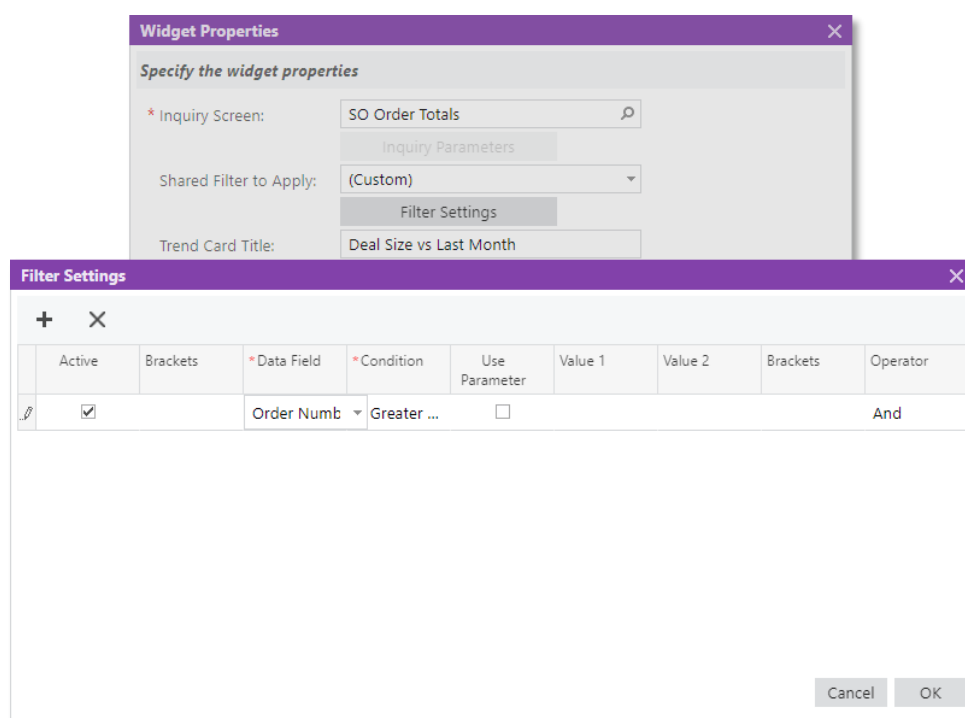 Widget Properties
Specify the widget properties
* Inquiry Screen: SO Order Totals
Inquiry Parameters
Shared Filter to Apply: (Custom)
Filter Settings
Trend Card Title: Deal Size vs Last Month
Filter Settings
Active Brackets *Data Field *Condition Use Parameter Value 1 Value 2 Brackets Operator
Order Numb Greater ... And
Cancel OK